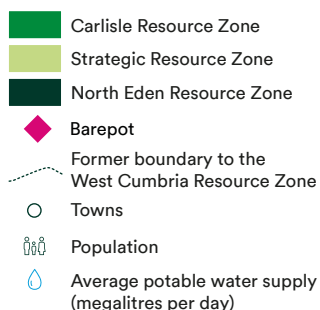 Carlisle Resource Zone
Strategic Resource Zone
North Eden Resource Zone
Barepot
Former boundary to the
West Cumbria Resource Zone
Towns
Population
Average potable water supply
(megalitres per day)